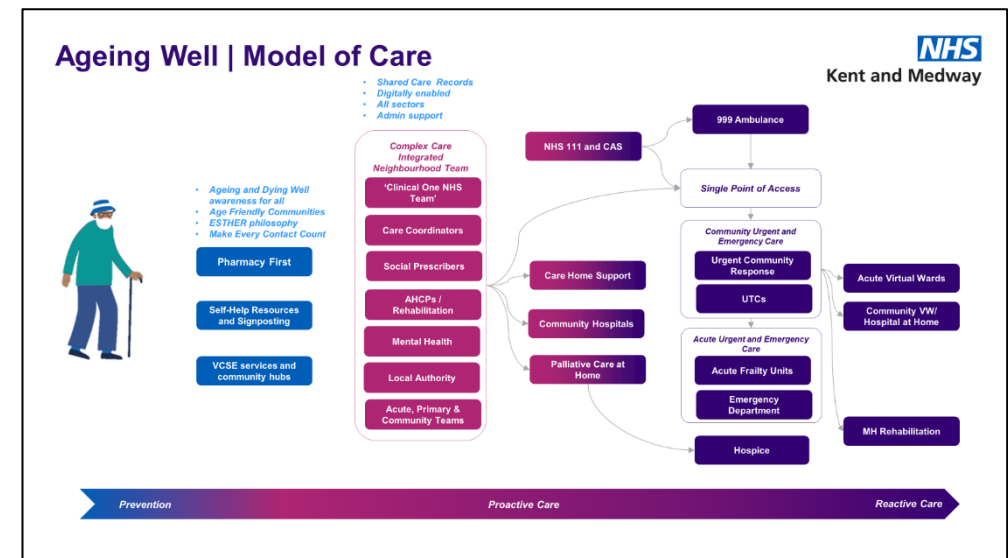 Ageing Well | Model of Care
NHS
Kent and Medway
• Shared Care Records
• Digitally enabled
• All sectors
• Admin support
• Ageing and Dying Well
awareness for all
• Age Friendly Communities
• ESTHER philosophy
• Make Every Contact Count
Pharmacy First
Self-Help Resources
and Signposting
VCSE services and
community hubs
Complex Care
Integrated
Neighbourhood Team
'Clinical One NHS
Team'
Care Coordinators
Social Prescribers
AHCPs /
Rehabilitation
Mental Health
Local Authority
Acute, Primary &
Community Teams
NHS 111 and CAS
Care Home Support
Community Hospitals
Palliative Care at
Home
999 Ambulance
Single Point of Access
Community Urgent and
Emergency Care
Urgent Community
Response
UTCs
Acute Urgent and Emergency
Care
Acute Frailty Units
Emergency
Department
Hospice
Acute Virtual Wards
Community VW/
Hospital at Home
MH Rehabilitation
Prevention
Proactive Care
Reactive Care